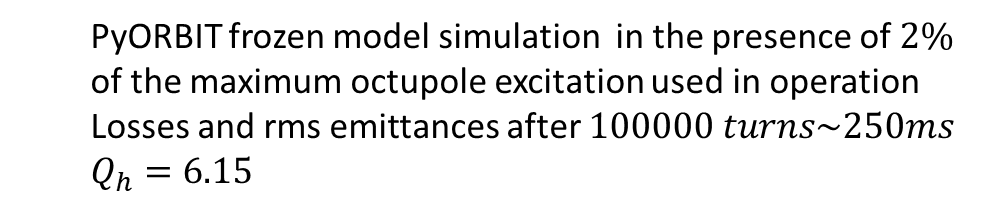 PyORBIT frozen model simulation in the presence of 2%
of the maximum octupole excitation used in operation
Losses and rms emittances after 100000 turns~250ms
Qh = 6.15